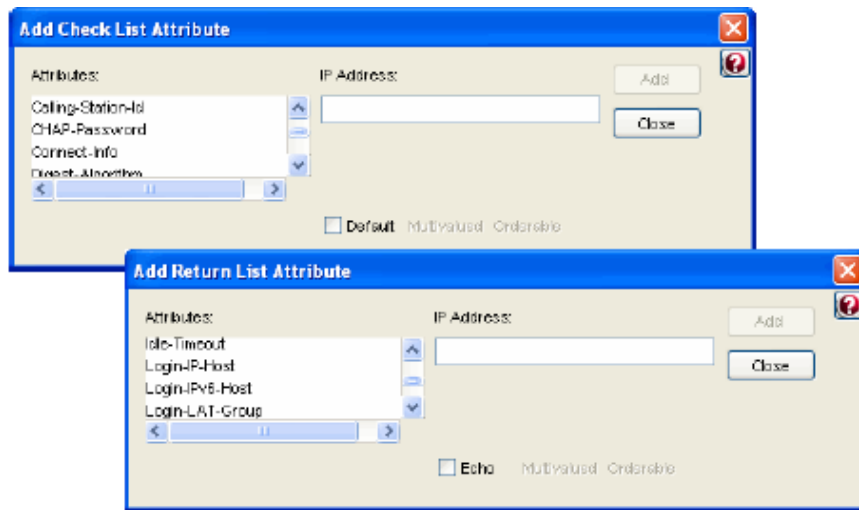 Add Check List Attribute
Attributes:
IP Address:
Add
Calling-Station-Id
CHAP-Password
Connect-Info
Digest-Algorithm
Close
Default Multivalued Orderable
Add Return List Attribute
Attributes:
IP Address:
Add
Idle-Timeout
Login-IP-Host
Login-IPv6-Host
Login-LAT-Group
Close
Echo Multivalued Orderable